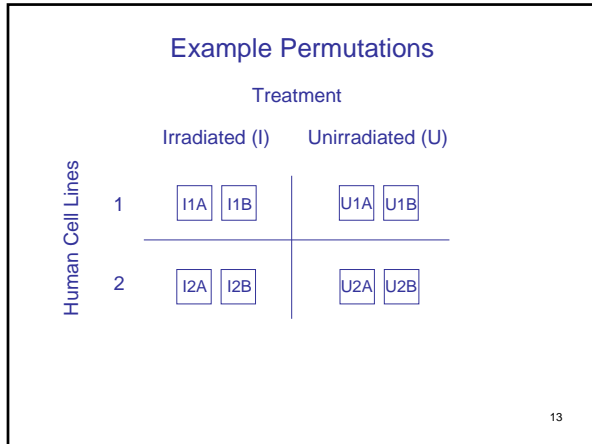 Example Permutations
Treatment
Irradiated (I) Unirradiated (U)
Human Cell Lines
1 I1A I1B U1A U1B
2 I2A I2B U2A U2B
13